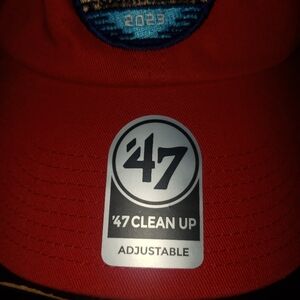 2023
'47
'47 CLEAN UP
ADJUSTABLE